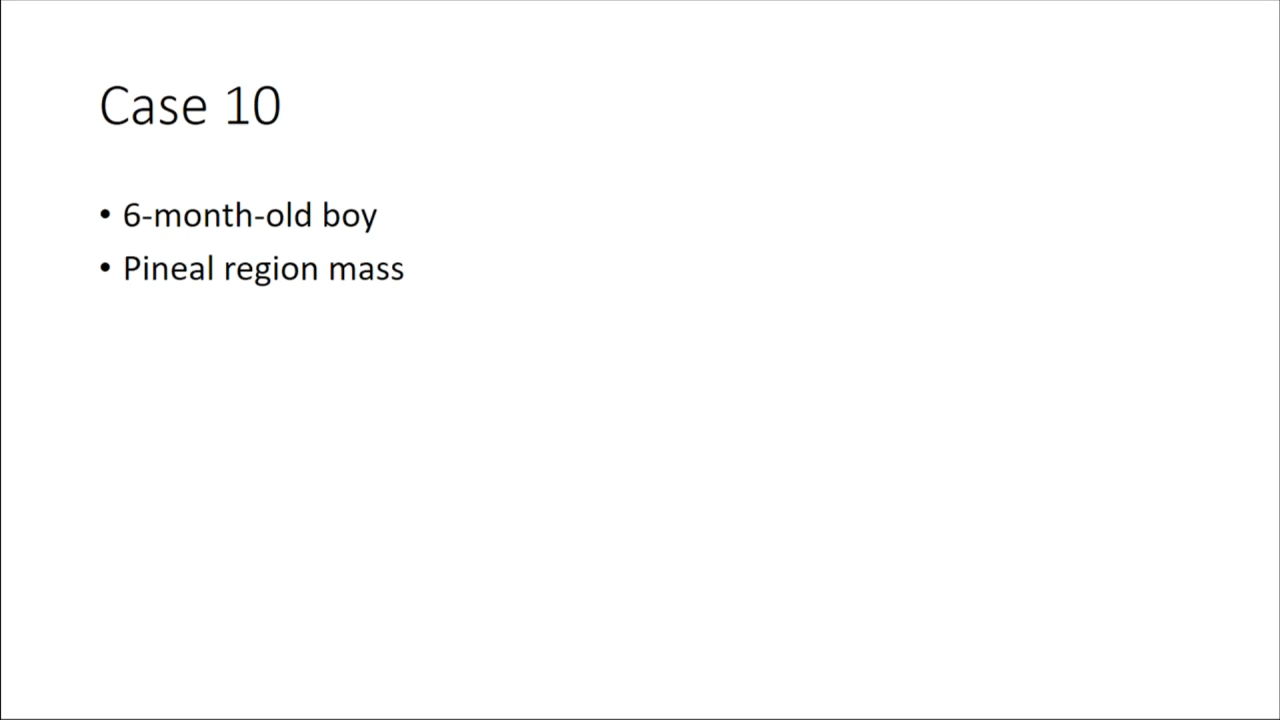 Case 10
• 6-month-old boy
• Pineal region mass